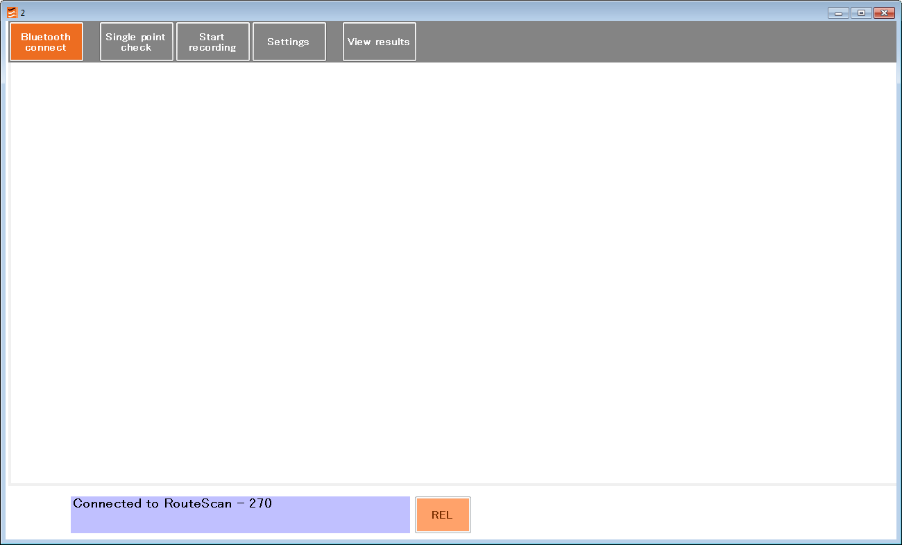 2
Bluetooth
connect
Single point
check
Start
recording
Settings
View results
Connected to RouteScan - 270
REL